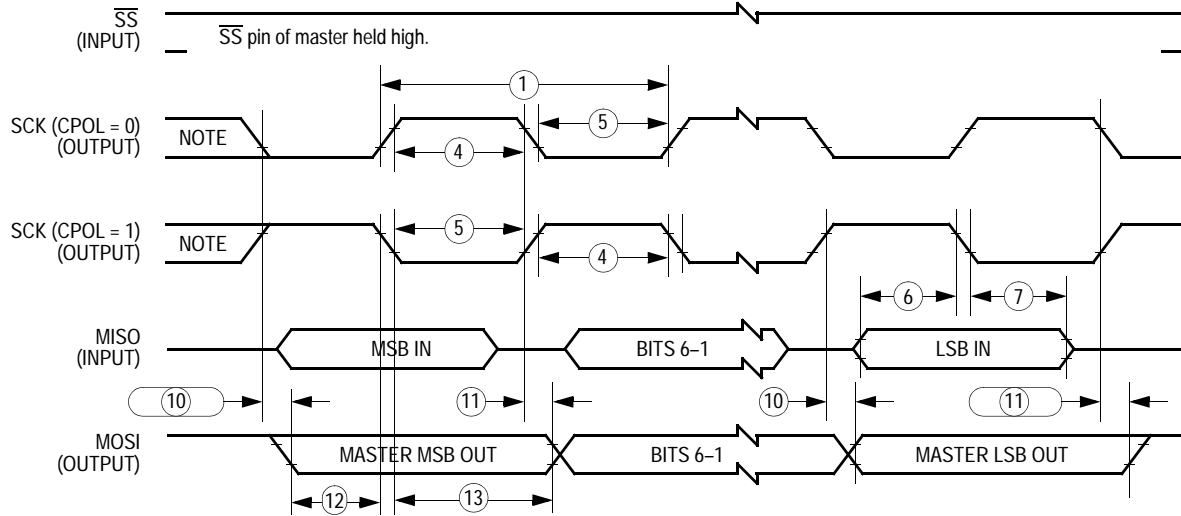 SS
(INPUT)
SS pin of master held high.
1
SCK (CPOL = 0)
(OUTPUT)
NOTE
5
4
SCK (CPOL = 1)
(OUTPUT)
NOTE
5
4
6
7
MISO
(INPUT)
MSB IN
BITS 6–1
LSB IN
10
11
10
11
MOSI
(OUTPUT)
MASTER MSB OUT
BITS 6–1
MASTER LSB OUT
12
13